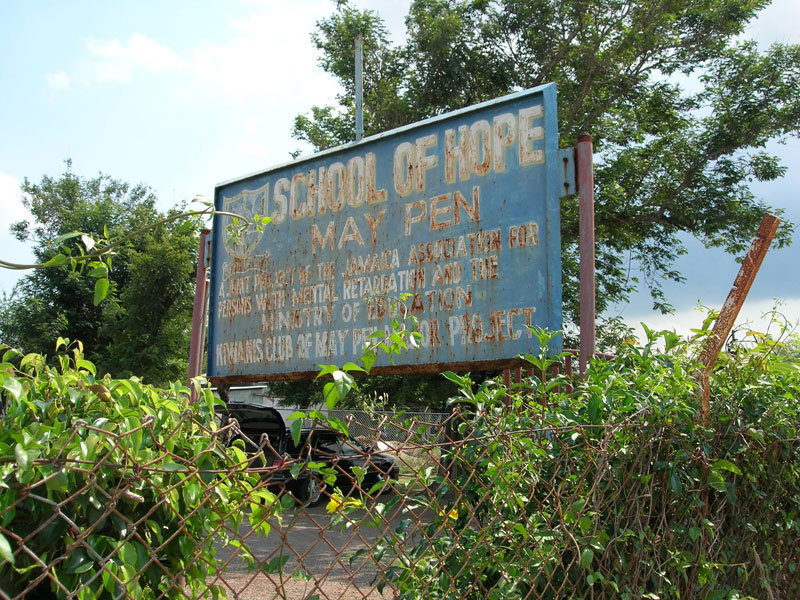 SCHOOL OF HOPE
MAY PEN
A JOINT PROJECT OF THE JAMAICA ASSOCIATION FOR
PERSONS WITH MENTAL RETARDATION AND THE
MINISTRY OF EDUCATION
KIWANIS CLUB OF MAY PEN MAJOR PROJECT